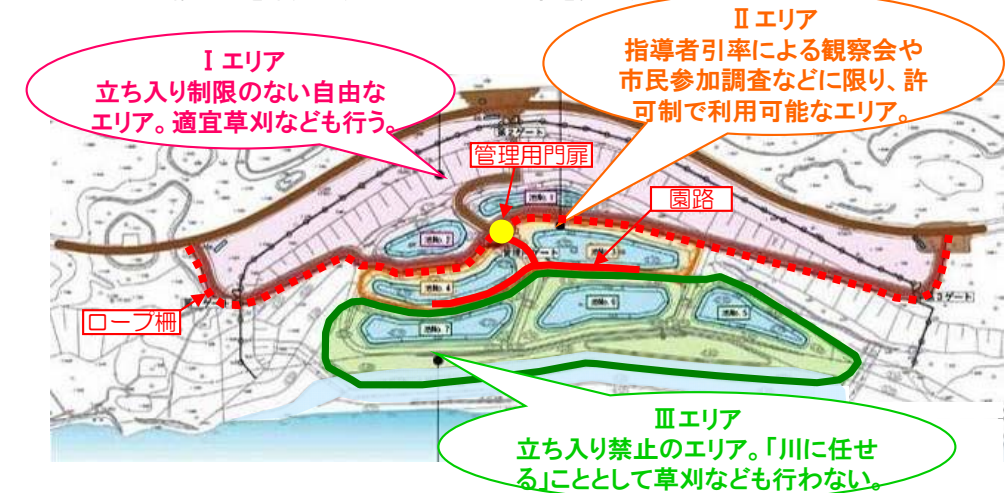 Ⅱエリア
指導者引率による観察会や
市民参加調査などに限り、許
可制で利用可能なエリア。
Ⅰエリア
立ち入り制限のない自由な
エリア。適宜草刈なども行う。
管理用門扉
園路
ロープ柵
Ⅲエリア
立ち入り禁止のエリア。「川に任せ
る」こととして草刈なども行わない。